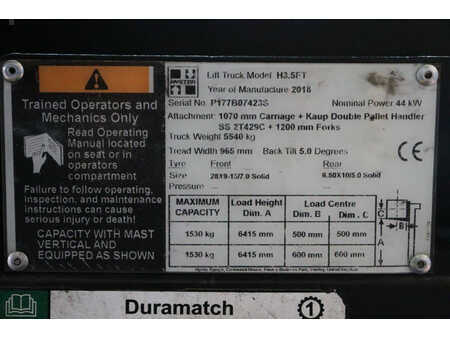 HYSTER
Lift Truck Model H3.5FT
Year of Manufacture 2018
Serial No. P177B07423S Nominal Power 44 kW
Attachment 1070 mm Carriage + Kaup Double Pallet Handler
SS 2T429C + 1200 mm Forks
Truck Weight 5540 kg
Tread Width 965 mm Back Tilt 5.0 Degrees
Tyre Front Rear
28X9-15/7.0 Solid 6.50X10/5.0 Solid
Pressure
Trained Operators and
Mechanics Only
Read Operating
Manual located
on seat or in
operators
compartment
Failure to follow operating,
inspection, and maintenance
instructions can cause
serious injury or death!
CAPACITY WITH MAST
VERTICAL AND
EQUIPPED AS SHOWN
CE
MAXIMUM CAPACITY Load Height Dim. A Load Centre Dim. B Dim. C
1530 kg 6415 mm 500 mm 500 mm
1530 kg 6415 mm 600 mm 600 mm
C
B
A
Duramatch
1